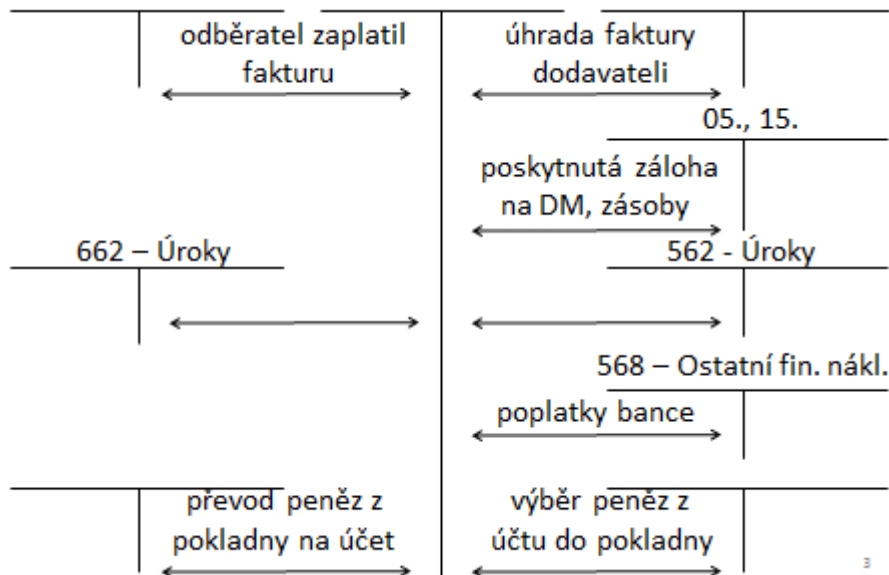 odběratel zaplatil
fakturu
úhrada faktury
dodavateli
05., 15.
poskytnutá záloha
na DM, zásoby
662 – Úroky
562 - Úroky
568 – Ostatní fin. nákl.
poplatky bance
převod peněz z
pokladny na účet
výběr peněz z
účtu do pokladny
3